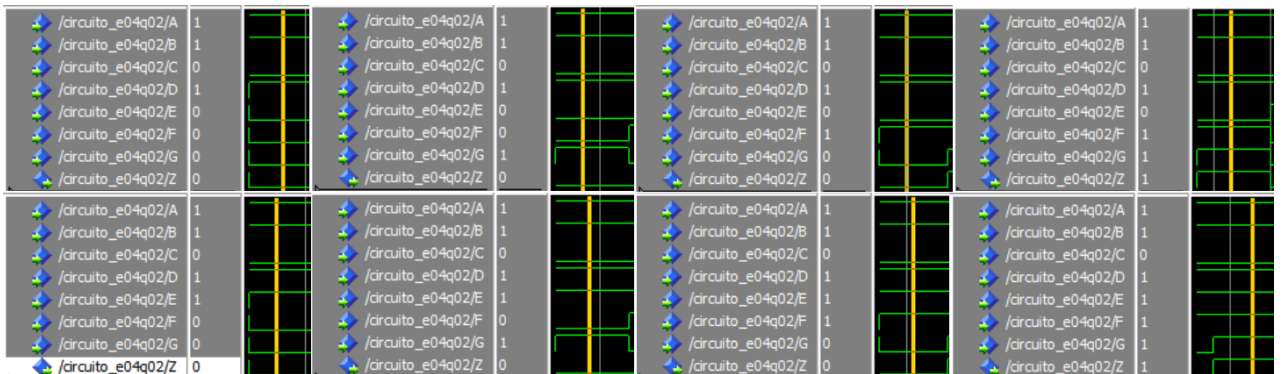 /circuito_e04q02/A 1
/circuito_e04q02/B 1
/circuito_e04q02/C 0
/circuito_e04q02/D 1
/circuito_e04q02/E 0
/circuito_e04q02/F 0
/circuito_e04q02/G 0
/circuito_e04q02/Z 0
/circuito_e04q02/A 1
/circuito_e04q02/B 1
/circuito_e04q02/C 0
/circuito_e04q02/D 1
/circuito_e04q02/E 0
/circuito_e04q02/F 0
/circuito_e04q02/G 1
/circuito_e04q02/Z 0
/circuito_e04q02/A 1
/circuito_e04q02/B 1
/circuito_e04q02/C 0
/circuito_e04q02/D 1
/circuito_e04q02/E 0
/circuito_e04q02/F 1
/circuito_e04q02/G 0
/circuito_e04q02/Z 0
/circuito_e04q02/A 1
/circuito_e04q02/B 1
/circuito_e04q02/C 0
/circuito_e04q02/D 1
/circuito_e04q02/E 0
/circuito_e04q02/F 1
/circuito_e04q02/G 1
/circuito_e04q02/Z 1
/circuito_e04q02/A 1
/circuito_e04q02/B 1
/circuito_e04q02/C 0
/circuito_e04q02/D 1
/circuito_e04q02/E 1
/circuito_e04q02/F 0
/circuito_e04q02/G 0
/circuito_e04q02/Z 0
/circuito_e04q02/A 1
/circuito_e04q02/B 1
/circuito_e04q02/C 0
/circuito_e04q02/D 1
/circuito_e04q02/E 1
/circuito_e04q02/F 0
/circuito_e04q02/G 1
/circuito_e04q02/Z 0
/circuito_e04q02/A 1
/circuito_e04q02/B 1
/circuito_e04q02/C 0
/circuito_e04q02/D 1
/circuito_e04q02/E 1
/circuito_e04q02/F 1
/circuito_e04q02/G 0
/circuito_e04q02/Z 0
/circuito_e04q02/A 1
/circuito_e04q02/B 1
/circuito_e04q02/C 0
/circuito_e04q02/D 1
/circuito_e04q02/E 1
/circuito_e04q02/F 1
/circuito_e04q02/G 1
/circuito_e04q02/Z 1